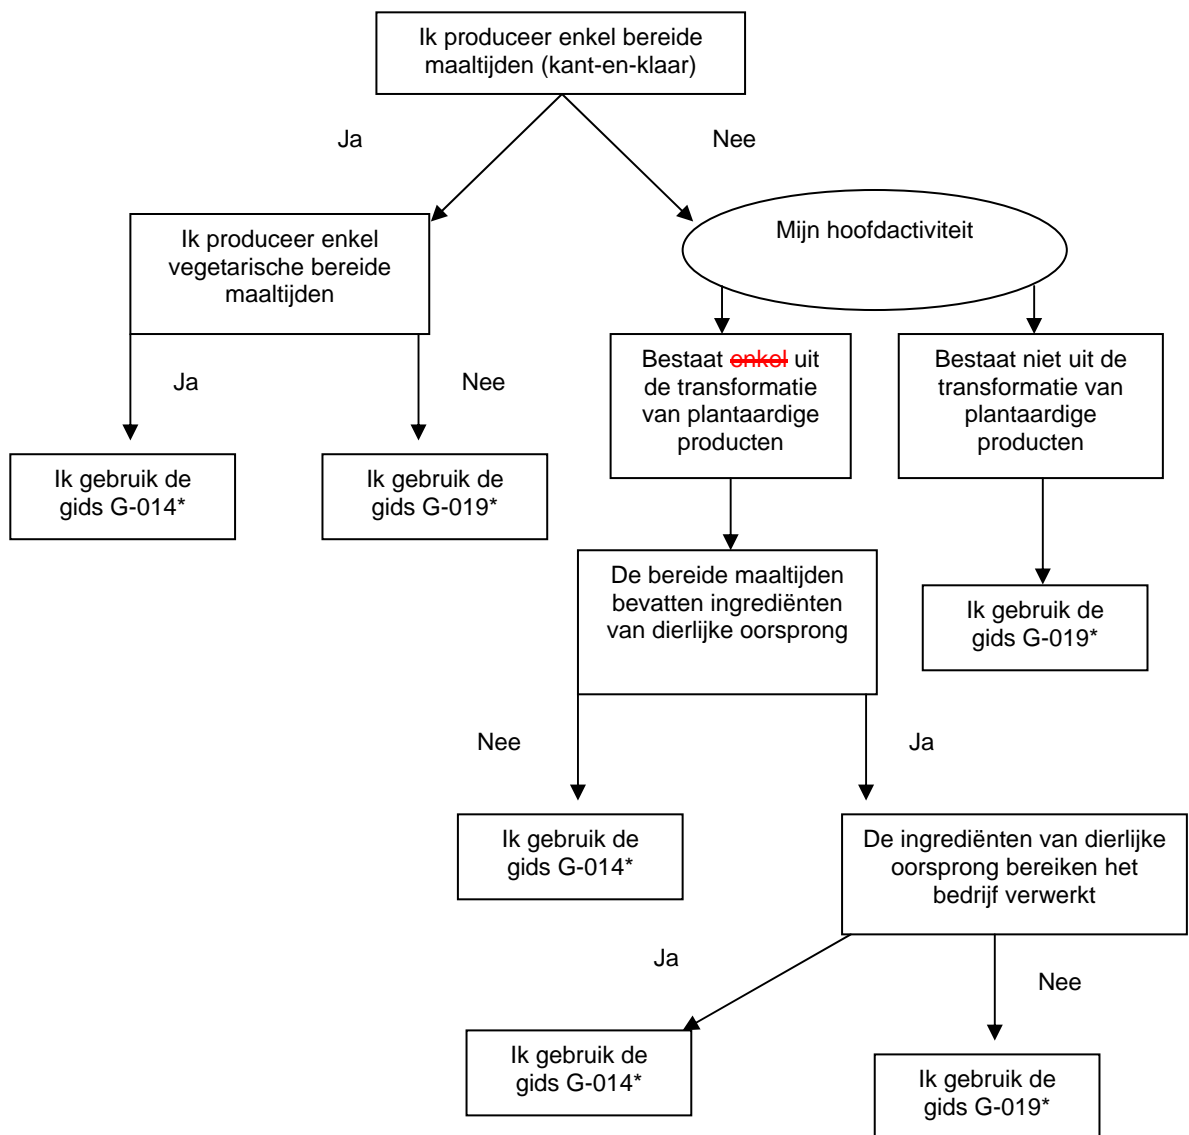 Ik produceer enkel bereide
maaltijden (kant-en-klaar)
Ja
Nee
Ik produceer enkel
vegetarische bereide
maaltijden
Mijn hoofdactiviteit
Ja
Nee
Bestaat enkel uit
de transformatie
van plantaardige
producten
Bestaat niet uit de
transformatie van
plantaardige
producten
Ik gebruik de
gids G-014*
Ik gebruik de
gids G-019*
De bereide maaltijden
bevatten ingrediënten
van dierlijke oorsprong
Ik gebruik de
gids G-019*
Nee
Ja
Ik gebruik de
gids G-014*
De ingrediënten van dierlijke
oorsprong bereiken het
bedrijf verwerkt
Ja
Nee
Ik gebruik de
gids G-014*
Ik gebruik de
gids G-019*